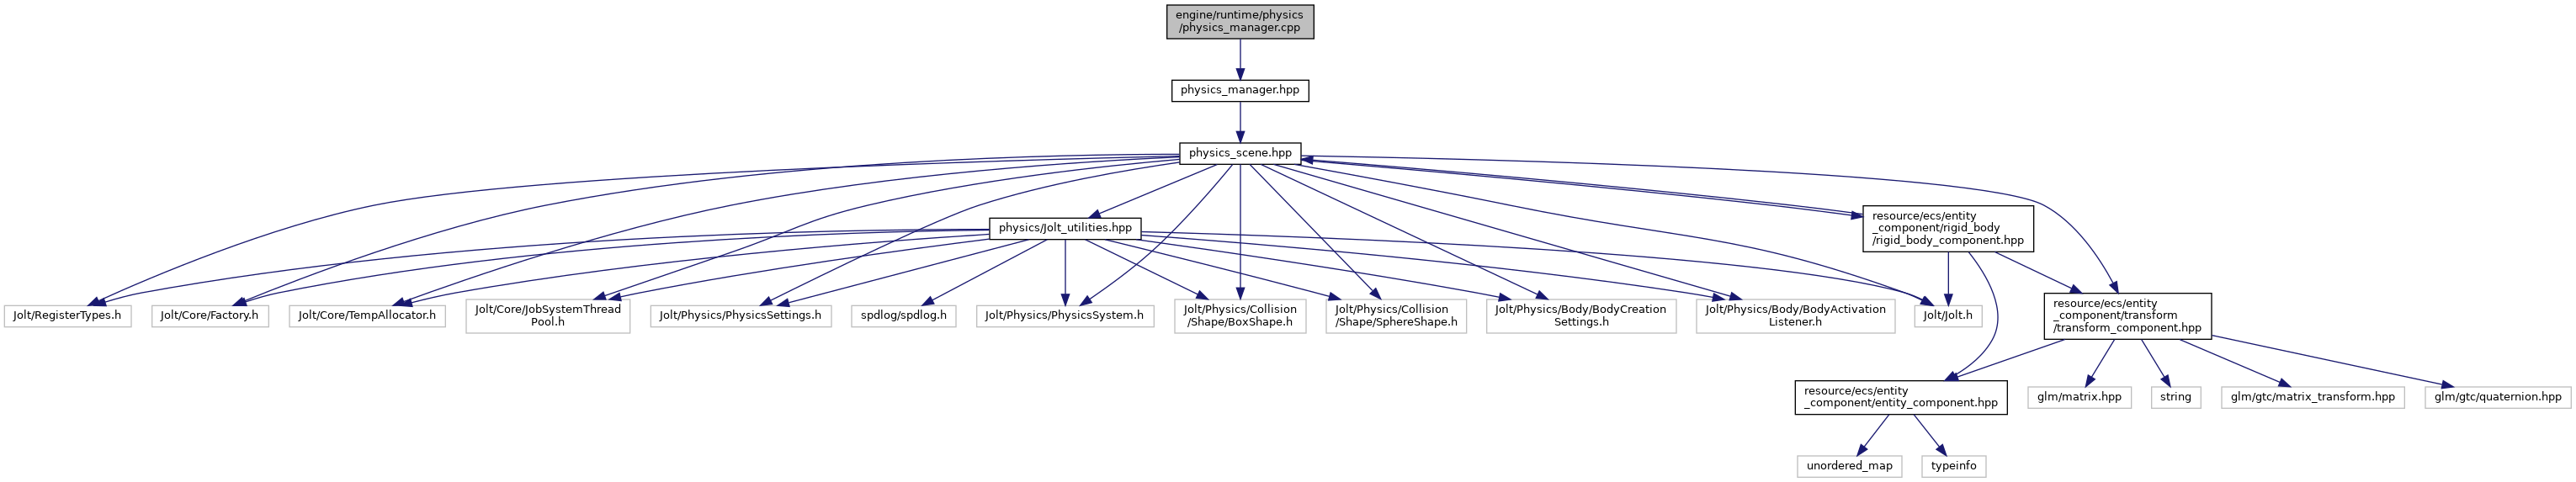 engine/runtime/physics
/physics_manager.cpp
physics_manager.hpp
physics_scene.hpp
physics/Jolt_utilities.hpp
resource/ecs/entity
_component/rigid_body
/rigid_body_component.hpp
Jolt/RegisterTypes.h
Jolt/Core/Factory.h
Jolt/Core/TempAllocator.h
Jolt/Core/JobSystemThread
Pool.h
Jolt/Physics/PhysicsSettings.h
spdlog/spdlog.h
Jolt/Physics/PhysicsSystem.h
Jolt/Physics/Collision
/Shape/BoxShape.h
Jolt/Physics/Collision
/Shape/SphereShape.h
Jolt/Physics/Body/BodyCreation
Settings.h
Jolt/Physics/Body/BodyActivation
Listener.h
Jolt/Jolt.h
resource/ecs/entity
_component/transform
/transform_component.hpp
resource/ecs/entity
_component/entity_component.hpp
glm/matrix.hpp
string
glm/gtc/matrix_transform.hpp
glm/gtc/quaternion.hpp
unordered_map
typeinfo